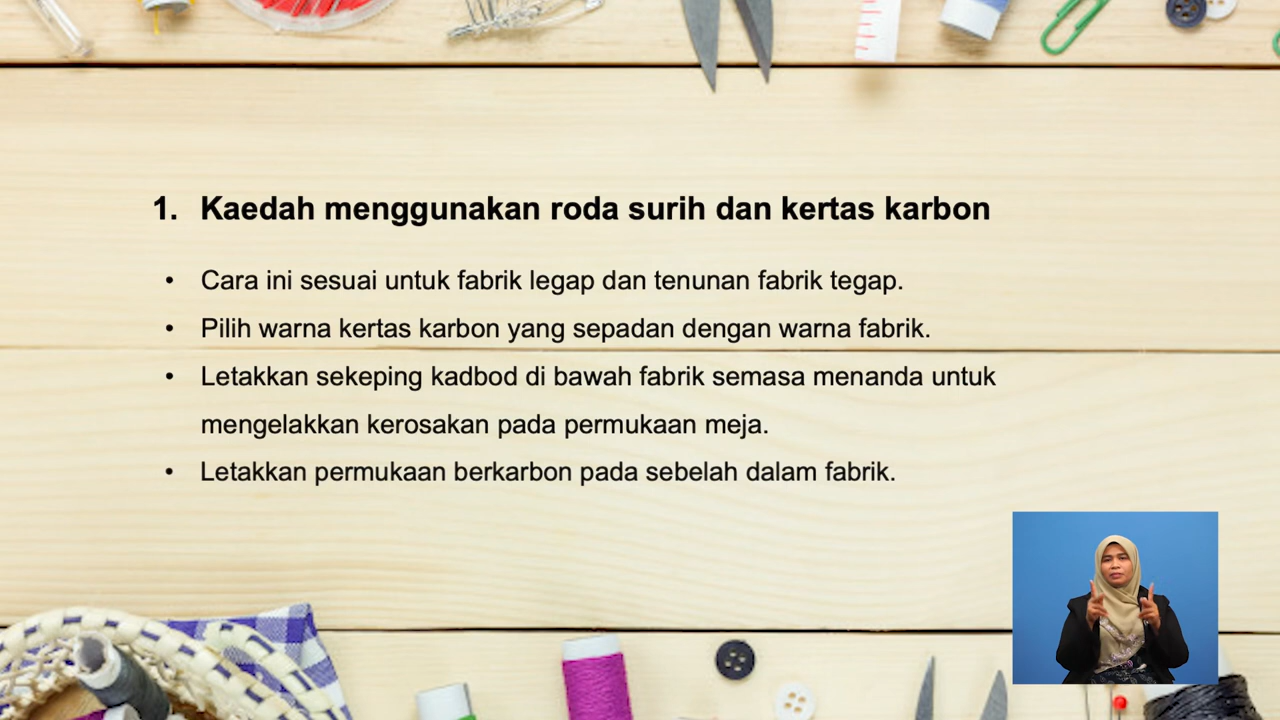 1. Kaedah menggunakan roda surih dan kertas karbon
• Cara ini sesuai untuk fabrik legap dan tenunan fabrik tegap.
• Pilih warna kertas karbon yang sepadan dengan warna fabrik.
• Letakkan sekeping kadbod di bawah fabrik semasa menanda untuk
mengelakkan kerosakan pada permukaan meja.
• Letakkan permukaan berkarbon pada sebelah dalam fabrik.